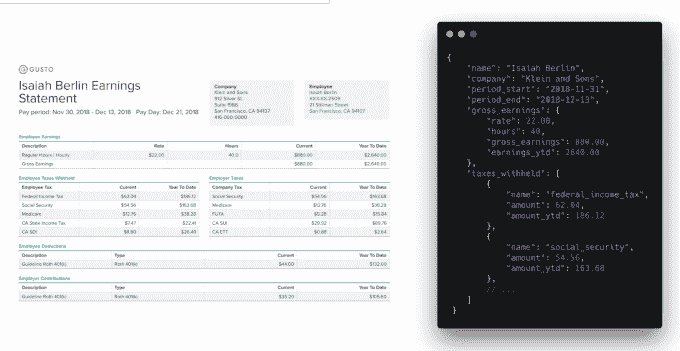 GUSTO
Isaiah Berlin Earnings
Statement
Pay period: Nov 30, 2018 - Dec 13, 2018 Pay Day: Dec 21, 2018
Company
Klein and Sons
912 Silver St
Suite 1966
San Francisco, CA 94107
415-000-0000
Employee
Isaiah Berlin
XXX-XX-2509
21 Stillman Street
San Francisco, CA 94107
Employee Earnings
Description Rate Hours Current Year To Date
Regular Hours | Hourly $22.00 40.0 $880.00 $2,640.00
Gross Earnings $880.00 $2,640.00
Employee Taxes Withheld
Employee Tax Current Year To Date
Federal Income Tax $62.04 $186.12
Social Security $54.56 $163.68
Medicare $12.76 $38.28
CA State Income Tax $7.47 $22.41
CA SDI $8.80 $26.40
Employer Taxes
Company Tax Current Year To Date
Social Security $54.56 $163.68
Medicare $12.76 $38.28
FUTA $5.28 $15.84
CA SUI $29.92 $89.76
CA ETT $0.88 $2.64
Employee Deductions
Description Type Current Year To Date
Guideline Roth 401(k) Roth 401(k) $44.00 $132.00
Employer Contributions
Description Type Current Year To Date
Guideline Roth 401(k) Roth 401(k) $35.20 $105.60
{
"name": "Isaiah Berlin",
"company": "Klein and Sons",
"period_start": "2018-11-31",
"period_end": "2018-12-13",
"gross_earnings": {
"rate": 22.00,
"hours": 40,
"gross_earnings": 880.00,
"earnings_ytd": 2640.00
},
"taxes_withheld": [
{
"name": "federal_income_tax",
"amount": 62.04,
"amount_ytd": 186.12
},
{
"name": "social_security",
"amount": 54.56,
"amount_ytd": 163.68
},
// ...
]
}